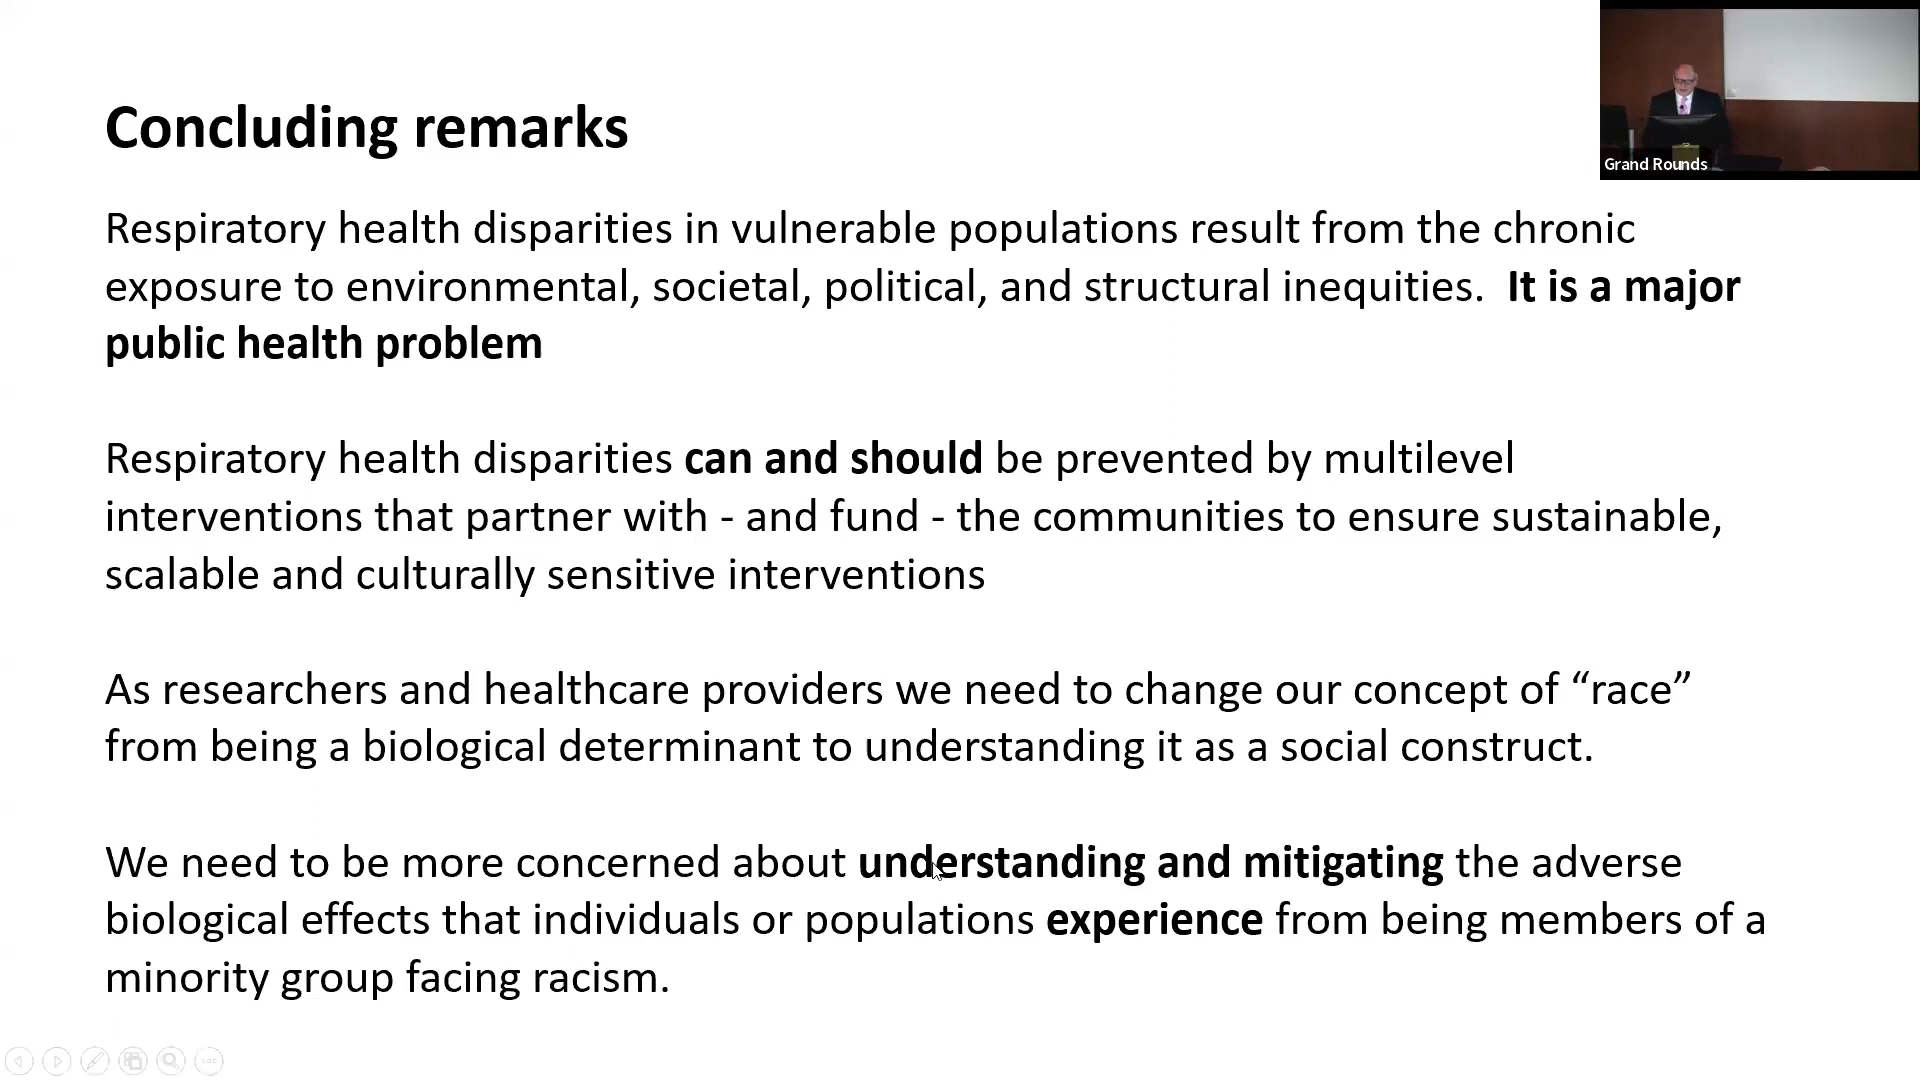 Concluding remarks
Grand Rounds
Respiratory health disparities in vulnerable populations result from the chronic
exposure to environmental, societal, political, and structural inequities.  It is a major
public health problem
Respiratory health disparities can and should be prevented by multilevel
interventions that partner with - and fund - the communities to ensure sustainable,
scalable and culturally sensitive interventions
As researchers and healthcare providers we need to change our concept of “race”
from being a biological determinant to understanding it as a social construct.
We need to be more concerned about understanding and mitigating the adverse
biological effects that individuals or populations experience from being members of a
minority group facing racism.